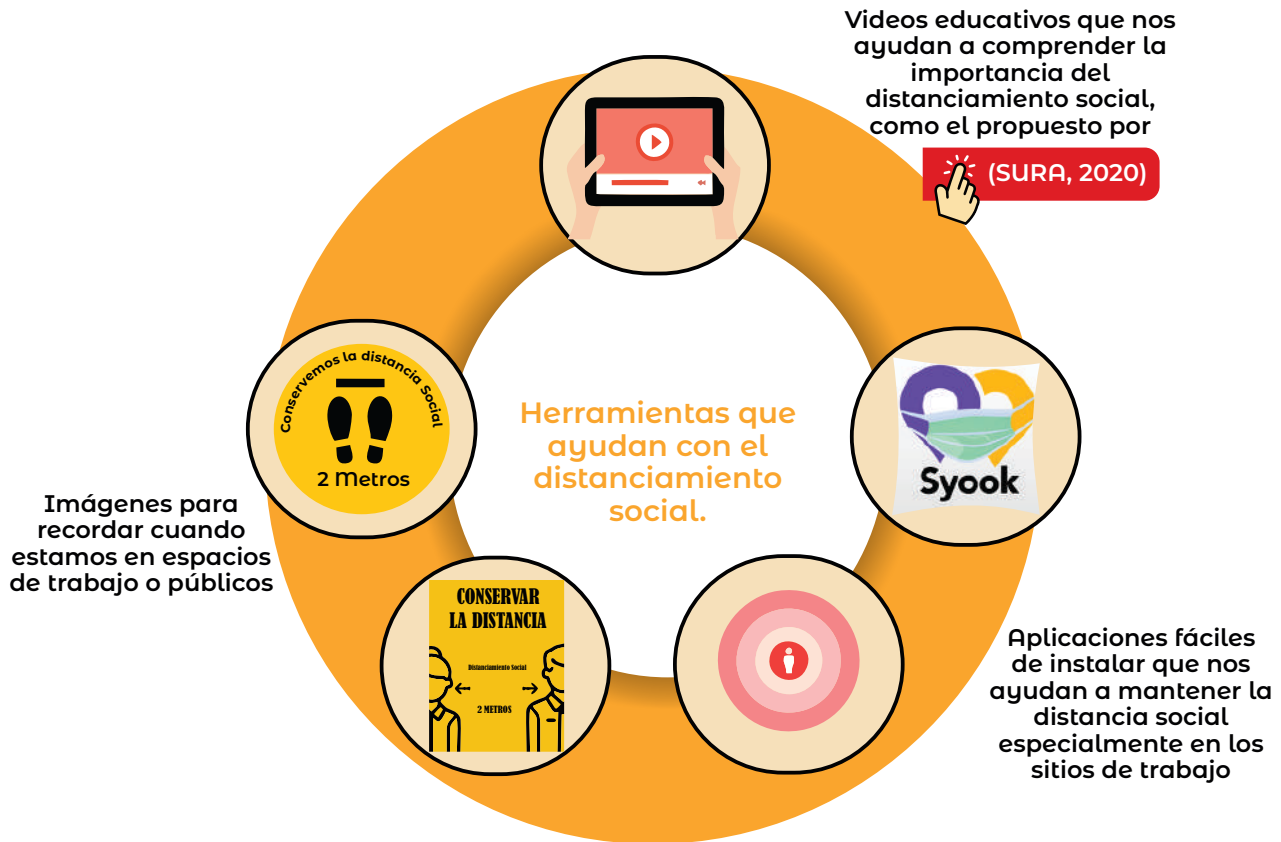 Videos educativos que nos
ayudan a comprender la
importancia del
distanciamiento social,
como el propuesto por
(SURA, 2020)
Conservemos la distancia Social
2 Metros
Herramientas que
ayudan con el
distanciamiento
social.
Syook
Imágenes para
recordar cuando
estamos en espacios
de trabajo o públicos
CONSERVAR
LA DISTANCIA
Distanciamiento Social
2 METROS
Aplicaciones fáciles
de instalar que nos
ayudan a mantener la
distancia social
especialmente en los
sitios de trabajo